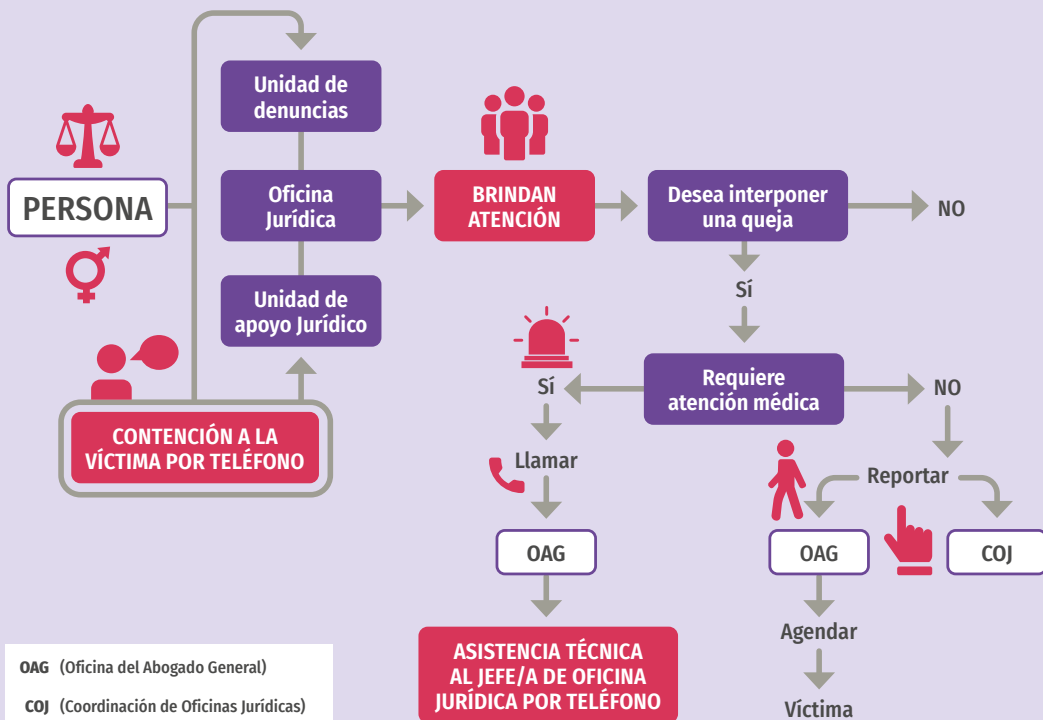 PERSONA
Unidad de
denuncias
Oficina
Jurídica
Unidad de
apoyo Jurídico
CONTENCIÓN A LA
VÍCTIMA POR TELÉFONO
BRINDAN
ATENCIÓN
Desea interponer
una queja
NO
Sí
Requiere
atención médica
Sí
NO
Llamar
Reportar
OAG
OAG
COJ
ASISTENCIA TÉCNICA
AL JEFE/A DE OFICINA
JURÍDICA POR TELÉFONO
Agendar
Víctima
OAG (Oficina del Abogado General)
COJ (Coordinación de Oficinas Jurídicas)